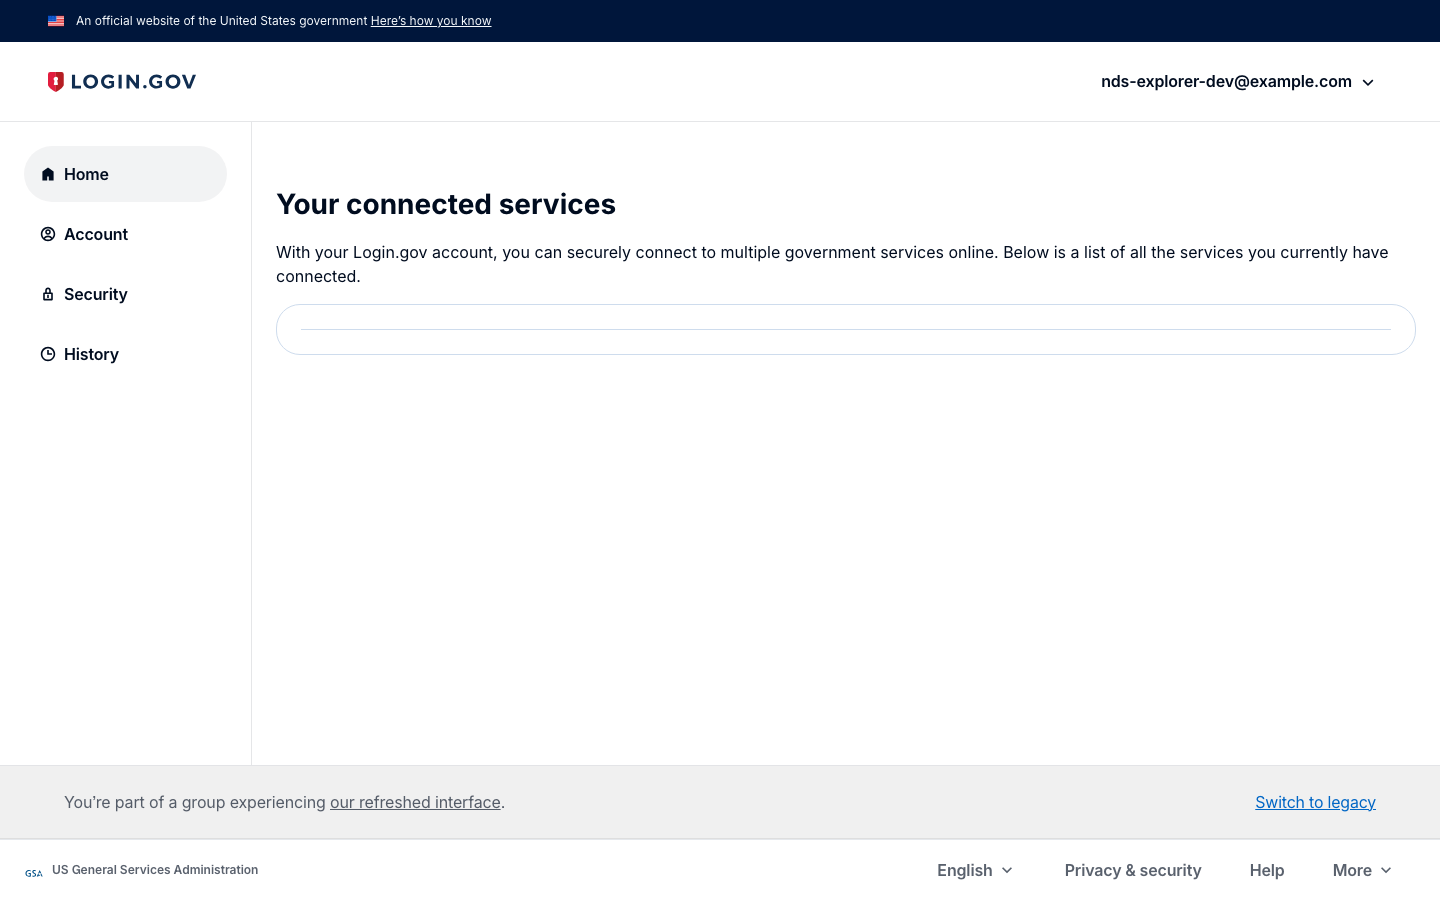 An official website of the United States government Here's how you know
LOGIN.GOV
nds-explorer-dev@example.com
Home
Account
Security
History
Your connected services
With your Login.gov account, you can securely connect to multiple government services online. Below is a list of all the services you currently have
connected.
You're part of a group experiencing our refreshed interface.
Switch to legacy
GSA
US General Services Administration
English
Privacy & security
Help
More